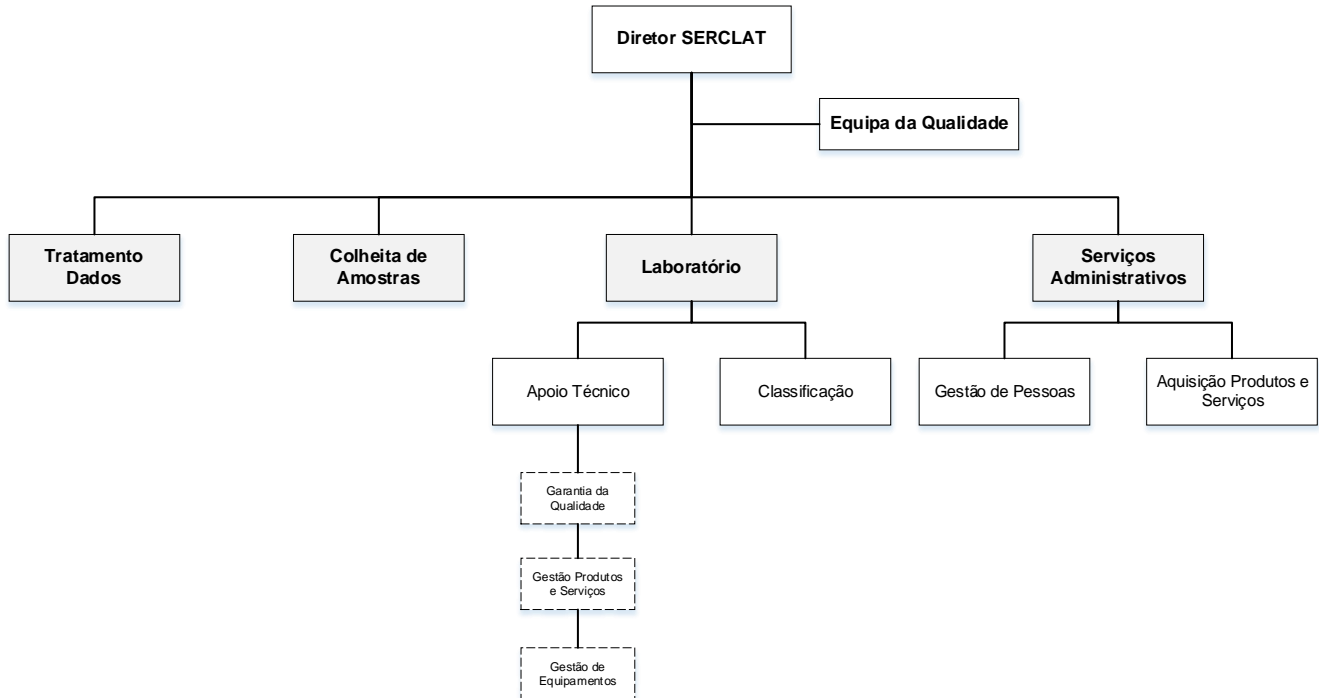 Diretor SERCLAT
Equipa da Qualidade
Tratamento
Dados
Colheita de
Amostras
Laboratório
Serviços
Administrativos
Apoio Técnico
Classificação
Gestão de Pessoas
Aquisição Produtos e
Serviços
Garantia da
Qualidade
Gestão Produtos
e Serviços
Gestão de
Equipamentos